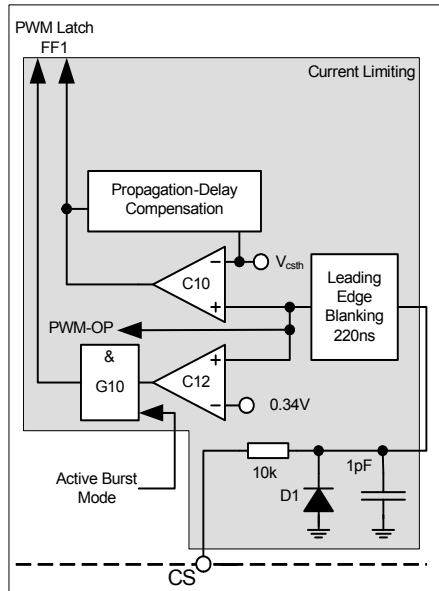 PWM Latch
FF1
Current Limiting
Propagation-Delay
Compensation
Vcsth
C10
Leading
Edge
Blanking
220ns
PWM-OP
&
G10
C12
0.34V
Active Burst
Mode
10k
D1
1pF
CS